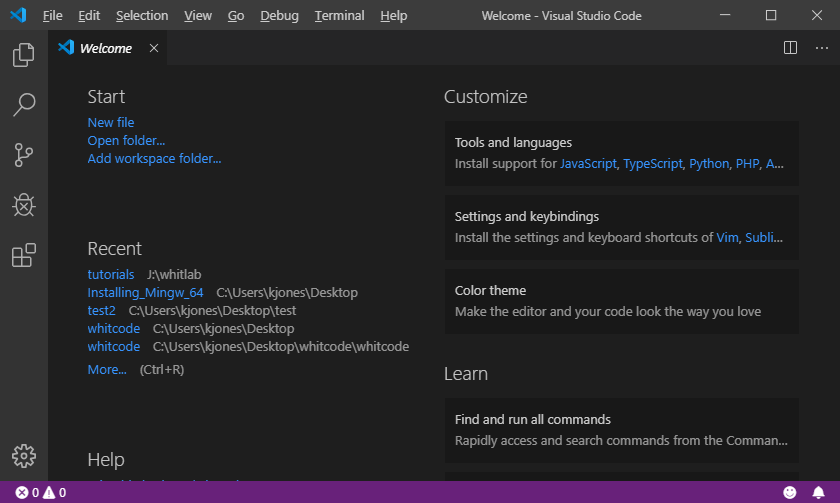 File Edit Selection View Go Debug Terminal Help Welcome - Visual Studio Code
Welcome
Start
New file
Open folder...
Add workspace folder...
Recent
tutorials J:\whitlab
Installing_Mingw_64 C:\Users\kjones\Desktop
test2 C:\Users\kjones\Desktop\test
whitcode C:\Users\kjones\Desktop
whitcode C:\Users\kjones\Desktop\whitcode\whitcode
More... (Ctrl+R)
Help
Customize
Tools and languages
Install support for JavaScript, TypeScript, Python, PHP, A...
Settings and keybindings
Install the settings and keyboard shortcuts of Vim, Subli...
Color theme
Make the editor and your code look the way you love
Learn
Find and run all commands
Rapidly access and search commands from the Comman...
0 0